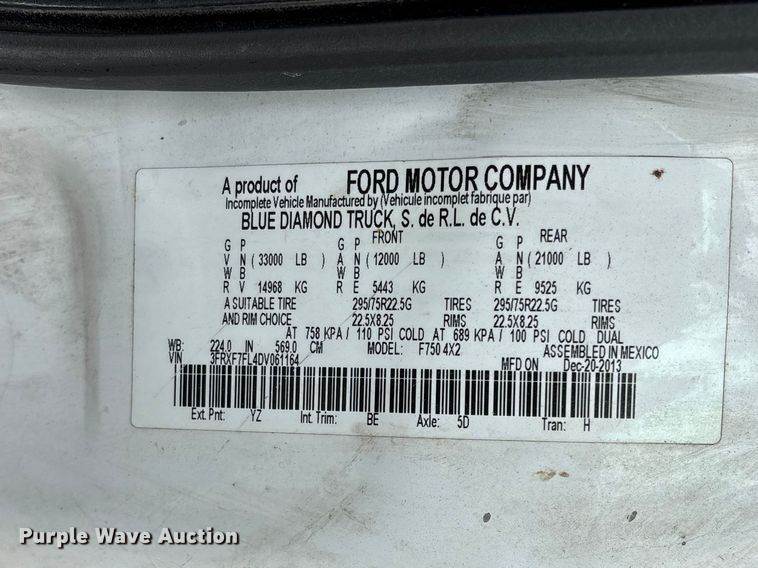 A product of FORD MOTOR COMPANY
Incomplete Vehicle Manufactured by (Vehicule incomplet fabrique par)
BLUE DIAMOND TRUCK, S. de R.L. de C.V.
FRONT REAR
G P G P G P
V N ( 33000 LB ) A N ( 12000 LB ) A N ( 21000 LB )
W B W B W B
R V 14968 KG R E 5443 KG R E 9525 KG
A SUITABLE TIRE 295/75R22.5G TIRES 295/75R22.5G TIRES
AND RIM CHOICE 22.5X8.25 RIMS 22.5X8.25 RIMS
AT 758 KPA / 110 PSI COLD AT 689 KPA / 100 PSI COLD DUAL
WB: 224.0 IN 569.0 CM MODEL: F750 4X2 ASSEMBLED IN MEXICO
VIN 3FRXF7FL4DV061164 MFD ON Dec-20-2013
Ext. Pnt: YZ Int. Trim: BE Axle: 5D Tran: H
Purple Wave Auction